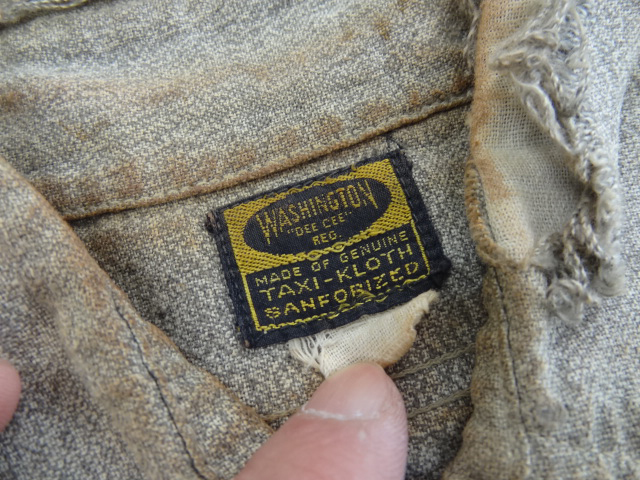 WASHINGTON
"DEE CEE"
REG.
MADE OF GENUINE
TAXI-KLOTH
SANFORIZED